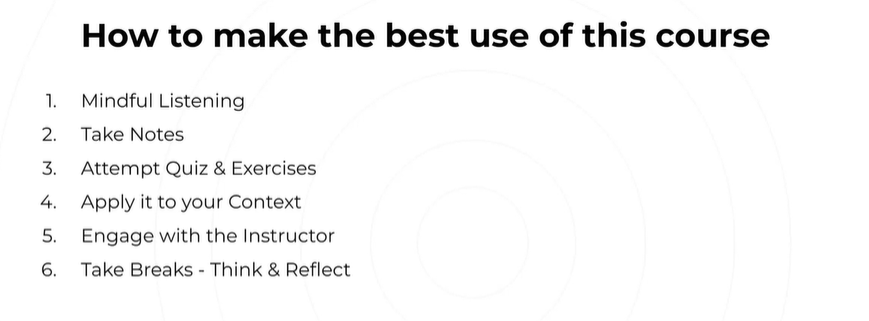 How to make the best use of this course
1. Mindful Listening
2. Take Notes
3. Attempt Quiz & Exercises
4. Apply it to your Context
5. Engage with the Instructor
6. Take Breaks - Think & Reflect